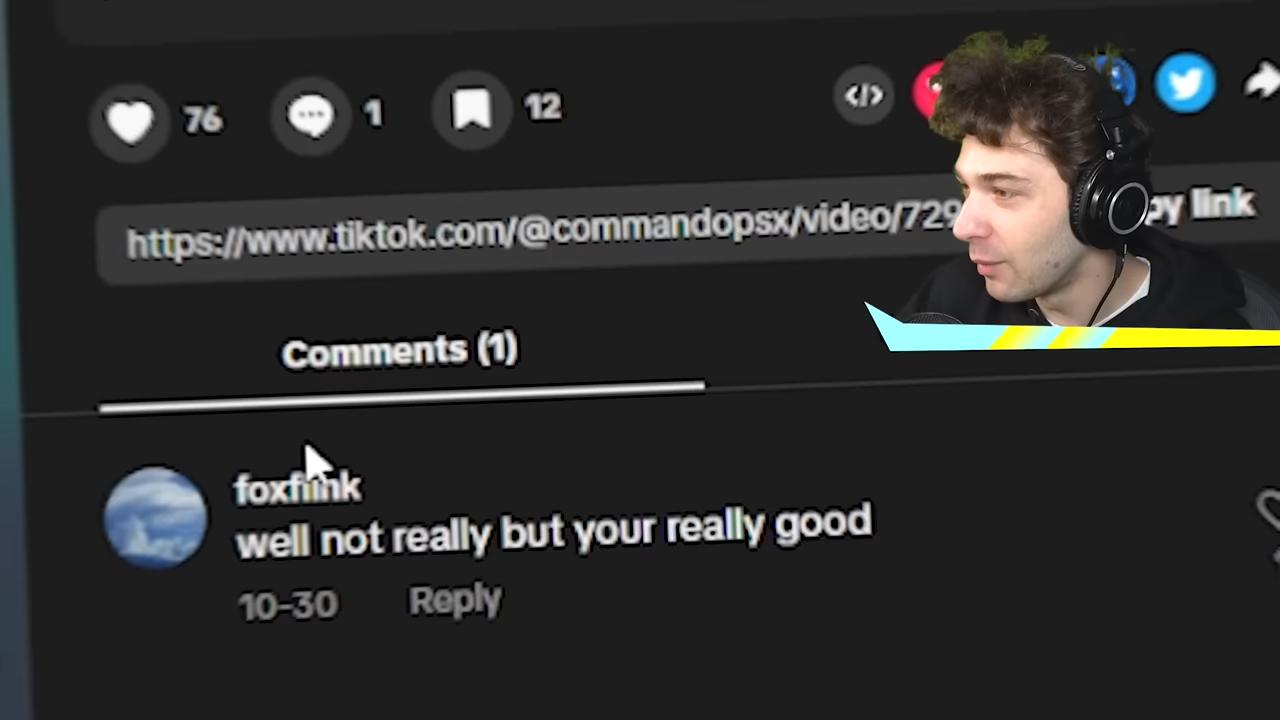 76 1 12 </>
https://www.tiktok.com/@commandopsx/video/729 py link
Comments (1)
well not really but your really good
10-30 Reply